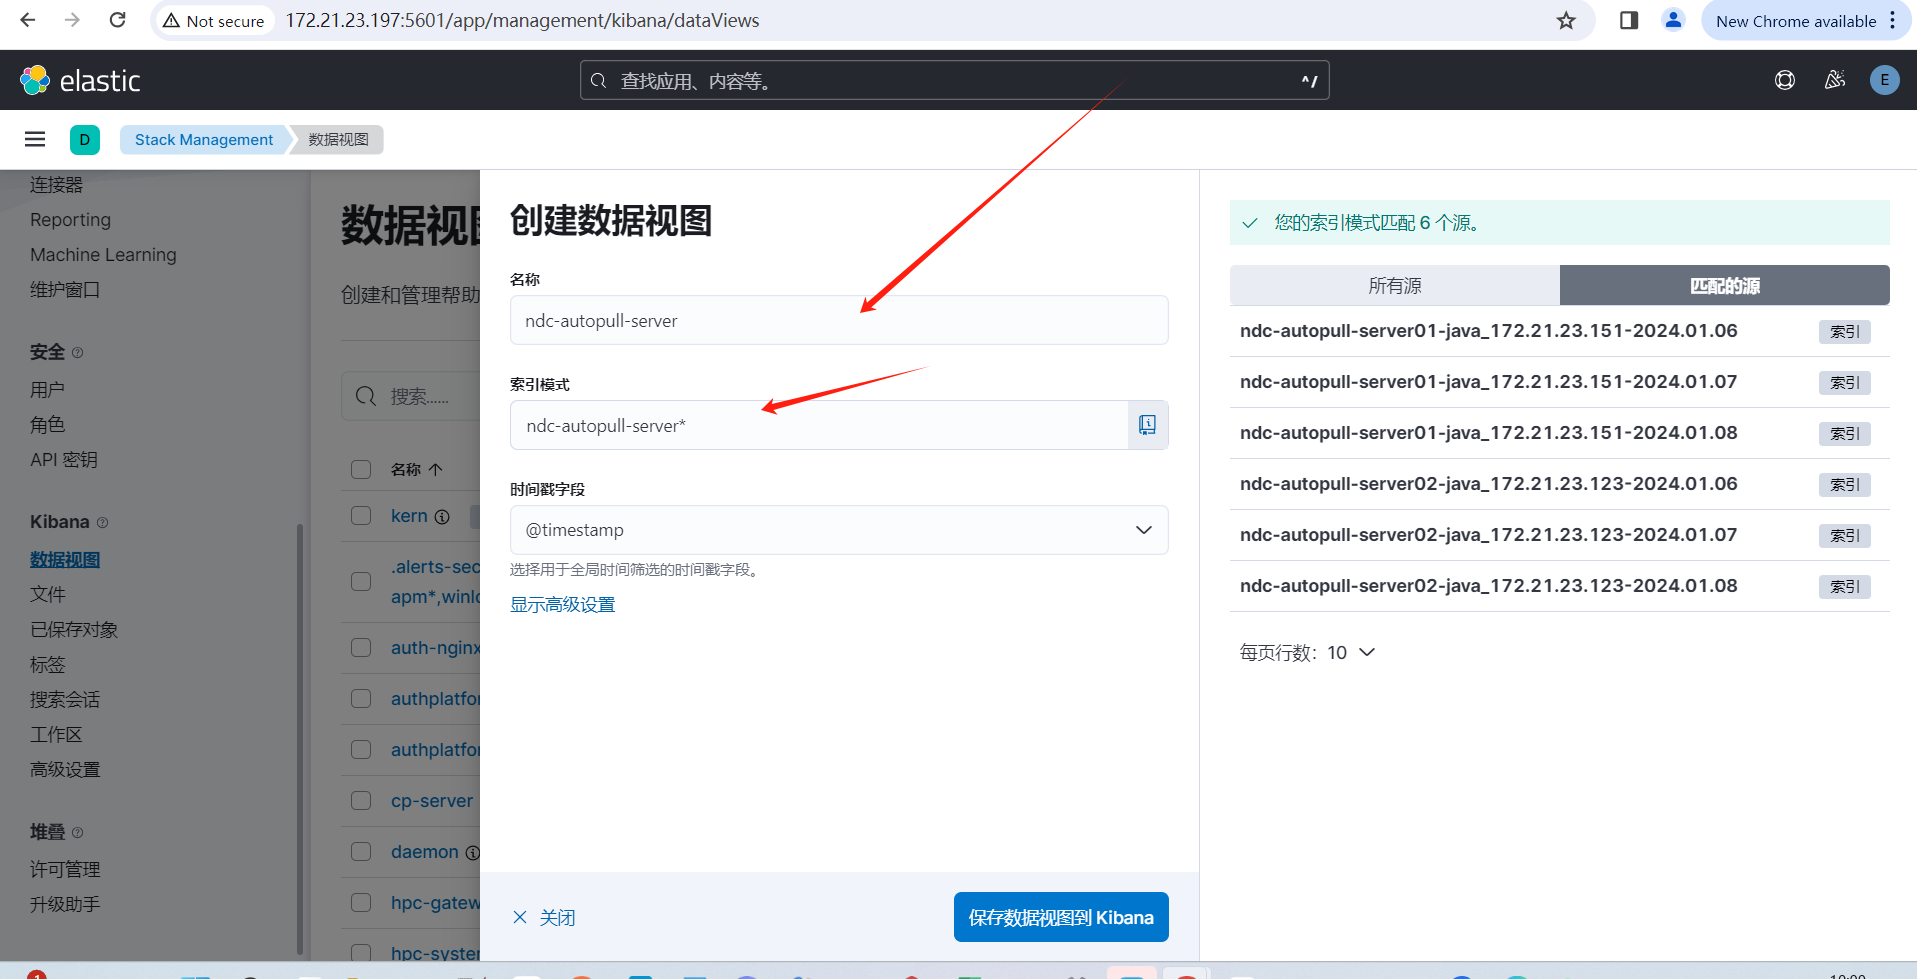 Not secure
172.21.23.197:5601/app/management/kibana/dataViews
New Chrome available
elastic
查找应用、内容等。
^/
E
D
Stack Management
数据视图
连接器
Reporting
Machine Learning
维护窗口
安全
用户
角色
API 密钥
Kibana
数据视图
文件
已保存对象
标签
搜索会话
工作区
高级设置
堆叠
许可管理
升级助手
数据视
创建和管理帮助
搜索......
名称
kern
.alerts-sec
apm*,winlo
auth-nginx
authplatfor
authplatfor
cp-server
daemon
hpc-gatew
hpc-syster
创建数据视图
名称
ndc-autopull-server
索引模式
ndc-autopull-server*
时间戳字段
@timestamp
选择用于全局时间筛选的时间戳字段。
显示高级设置
关闭
保存数据视图到 Kibana
您的索引模式匹配 6 个源。
所有源
匹配的源
ndc-autopull-server01-java_172.21.23.151-2024.01.06 索引
ndc-autopull-server01-java_172.21.23.151-2024.01.07 索引
ndc-autopull-server01-java_172.21.23.151-2024.01.08 索引
ndc-autopull-server02-java_172.21.23.123-2024.01.06 索引
ndc-autopull-server02-java_172.21.23.123-2024.01.07 索引
ndc-autopull-server02-java_172.21.23.123-2024.01.08 索引
每页行数：10